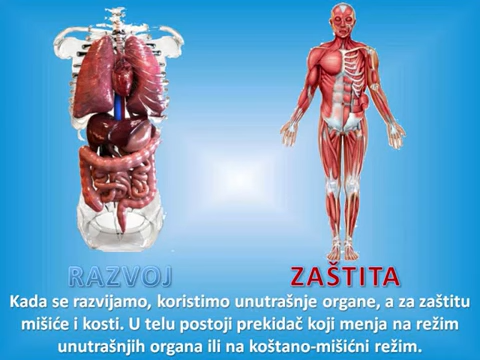 RAZVOJ
ZAŠTITA
Kada se razvijamo, koristimo unutrašnje organe, a za zaštitu
mišiće i kosti. U telu postoji prekidač koji menja na režim
unutrašnjih organa ili na koštano-mišićni režim.